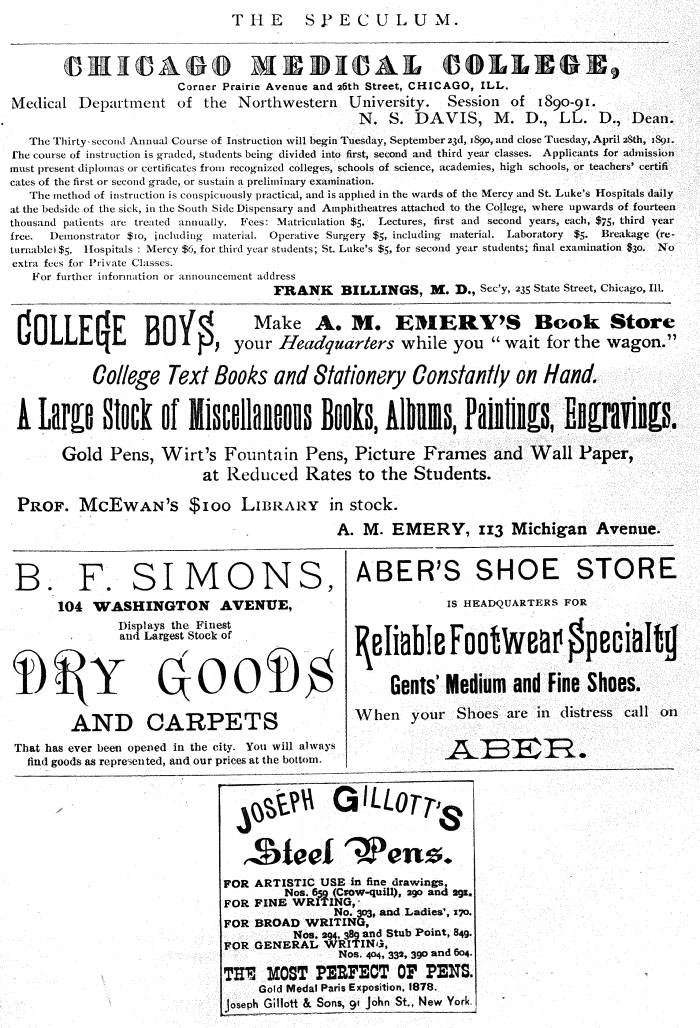 THE SPECULUM.
CHICAGO MEDICAL COLLEGE,
Corner Prairie Avenue and 26th Street, CHICAGO, ILL.
Medical Department of the Northwestern University. Session of 1890-91.
N. S. DAVIS, M. D., LL. D., Dean.
The Thirty-second Annual Course of Instruction will begin Tuesday, September 23d, 1890, and close Tuesday, April 28th, 1891.
The course of instruction is graded, students being divided into first, second and third year classes. Applicants for admission
must present diplomas or certificates from recognized colleges, schools of science, academies, high schools, or teachers' certifi
cates of the first or second grade, or sustain a preliminary examination.
The method of instruction is conspicuously practical, and is applied in the wards of the Mercy and St. Luke's Hospitals daily
at the bedside of the sick, in the South Side Dispensary and Amphitheatres attached to the College, where upwards of fourteen
thousand patients are treated annually. Fees: Matriculation $5. Lectures, first and second years, each, $75, third year
free. Demonstrator $10, including material. Operative Surgery $5, including material. Laboratory $5. Breakage (re-
turnable) $5. Hospitals: Mercy $6, for third year students; St. Luke's $5, for second year students; final examination $30. No
extra fees for Private Classes.
For further information or announcement address
FRANK BILLINGS, M. D., Sec'y, 235 State Street, Chicago, Ill.
COLLEGE BOYS, Make A. M. EMERY'S Book Store
your Headquarters while you "wait for the wagon."
College Text Books and Stationery Constantly on Hand.
A Large Stock of Miscellaneous Books, Albums, Paintings, Engravings.
Gold Pens, Wirt's Fountain Pens, Picture Frames and Wall Paper,
at Reduced Rates to the Students.
PROF. MCEWAN'S $100 LIBRARY in stock.
A. M. EMERY, 113 Michigan Avenue.
B. F. SIMONS,
104 WASHINGTON AVENUE,
Displays the Finest
and Largest Stock of
DRY GOODS
AND CARPETS
That has ever been opened in the city. You will always
find goods as represented, and our prices at the bottom.
ABER'S SHOE STORE
IS HEADQUARTERS FOR
Reliable Footwear Specialty
Gents' Medium and Fine Shoes.
When your Shoes are in distress call on
ABER.
JOSEPH GILLOTT'S
Steel Pens.
FOR ARTISTIC USE in fine drawings,
Nos. 659 (Crow-quill), 290 and 291.
FOR FINE WRITING,
No. 303, and Ladies', 170.
FOR BROAD WRITING,
Nos. 294, 389 and Stub Point, 849.
FOR GENERAL WRITING,
Nos. 404, 332, 390 and 604.
THE MOST PERFECT OF PENS.
Gold Medal Paris Exposition, 1878.
Joseph Gillott & Sons, 91 John St., New York.